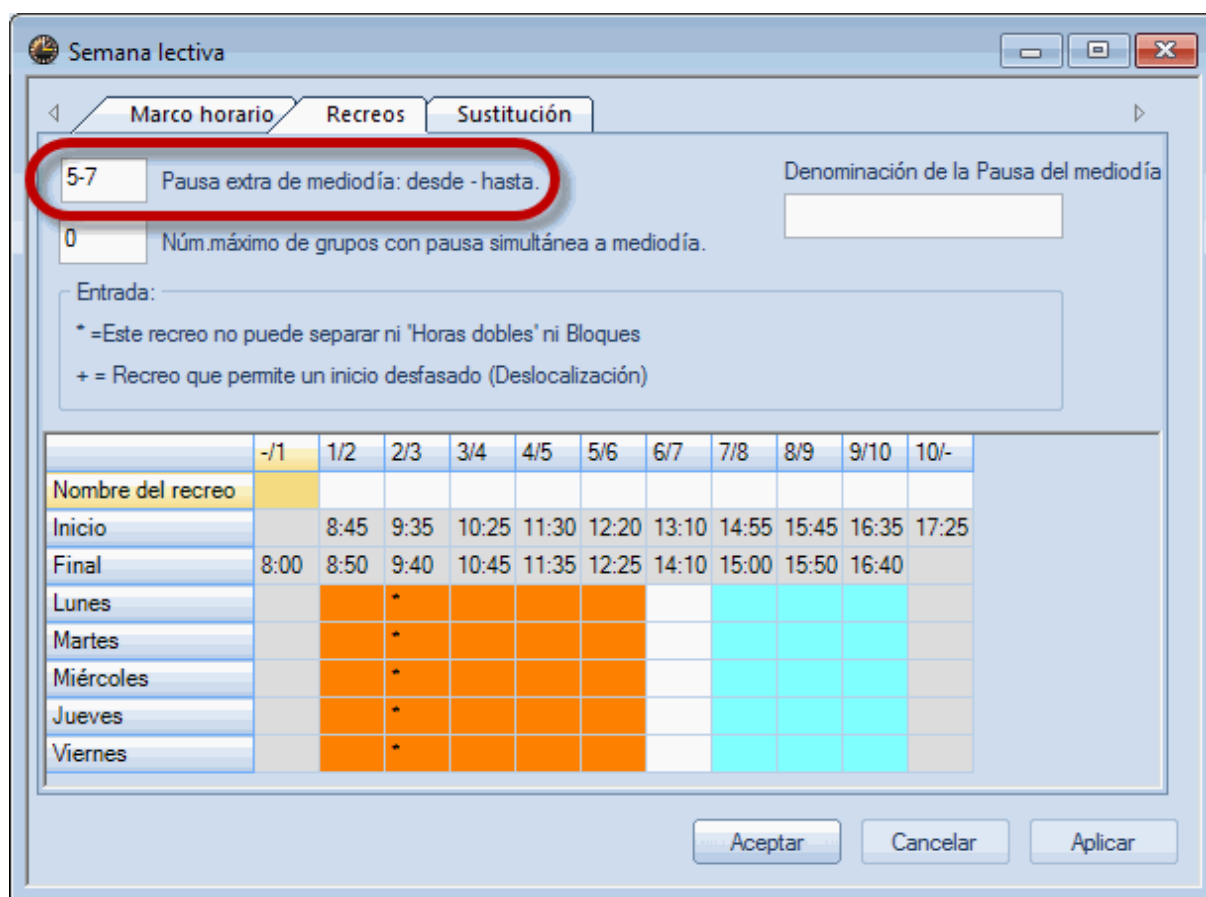 Semana lectiva
Marco horario Recreos Sustitución
5-7 Pausa extra de mediodía: desde - hasta. Denominación de la Pausa del mediodía
0 Núm.máximo de grupos con pausa simultánea a mediodía.
Entrada:
* =Este recreo no puede separar ni 'Horas dobles' ni Bloques
+ = Recreo que permite un inicio desfasado (Deslocalización)
-/1 1/2 2/3 3/4 4/5 5/6 6/7 7/8 8/9 9/10 10/-
Nombre del recreo
Inicio 8:45 9:35 10:25 11:30 12:20 13:10 14:55 15:45 16:35 17:25
Final 8:00 8:50 9:40 10:45 11:35 12:25 14:10 15:00 15:50 16:40
Lunes *
Martes *
Miércoles *
Jueves *
Viernes *
Aceptar Cancelar Aplicar